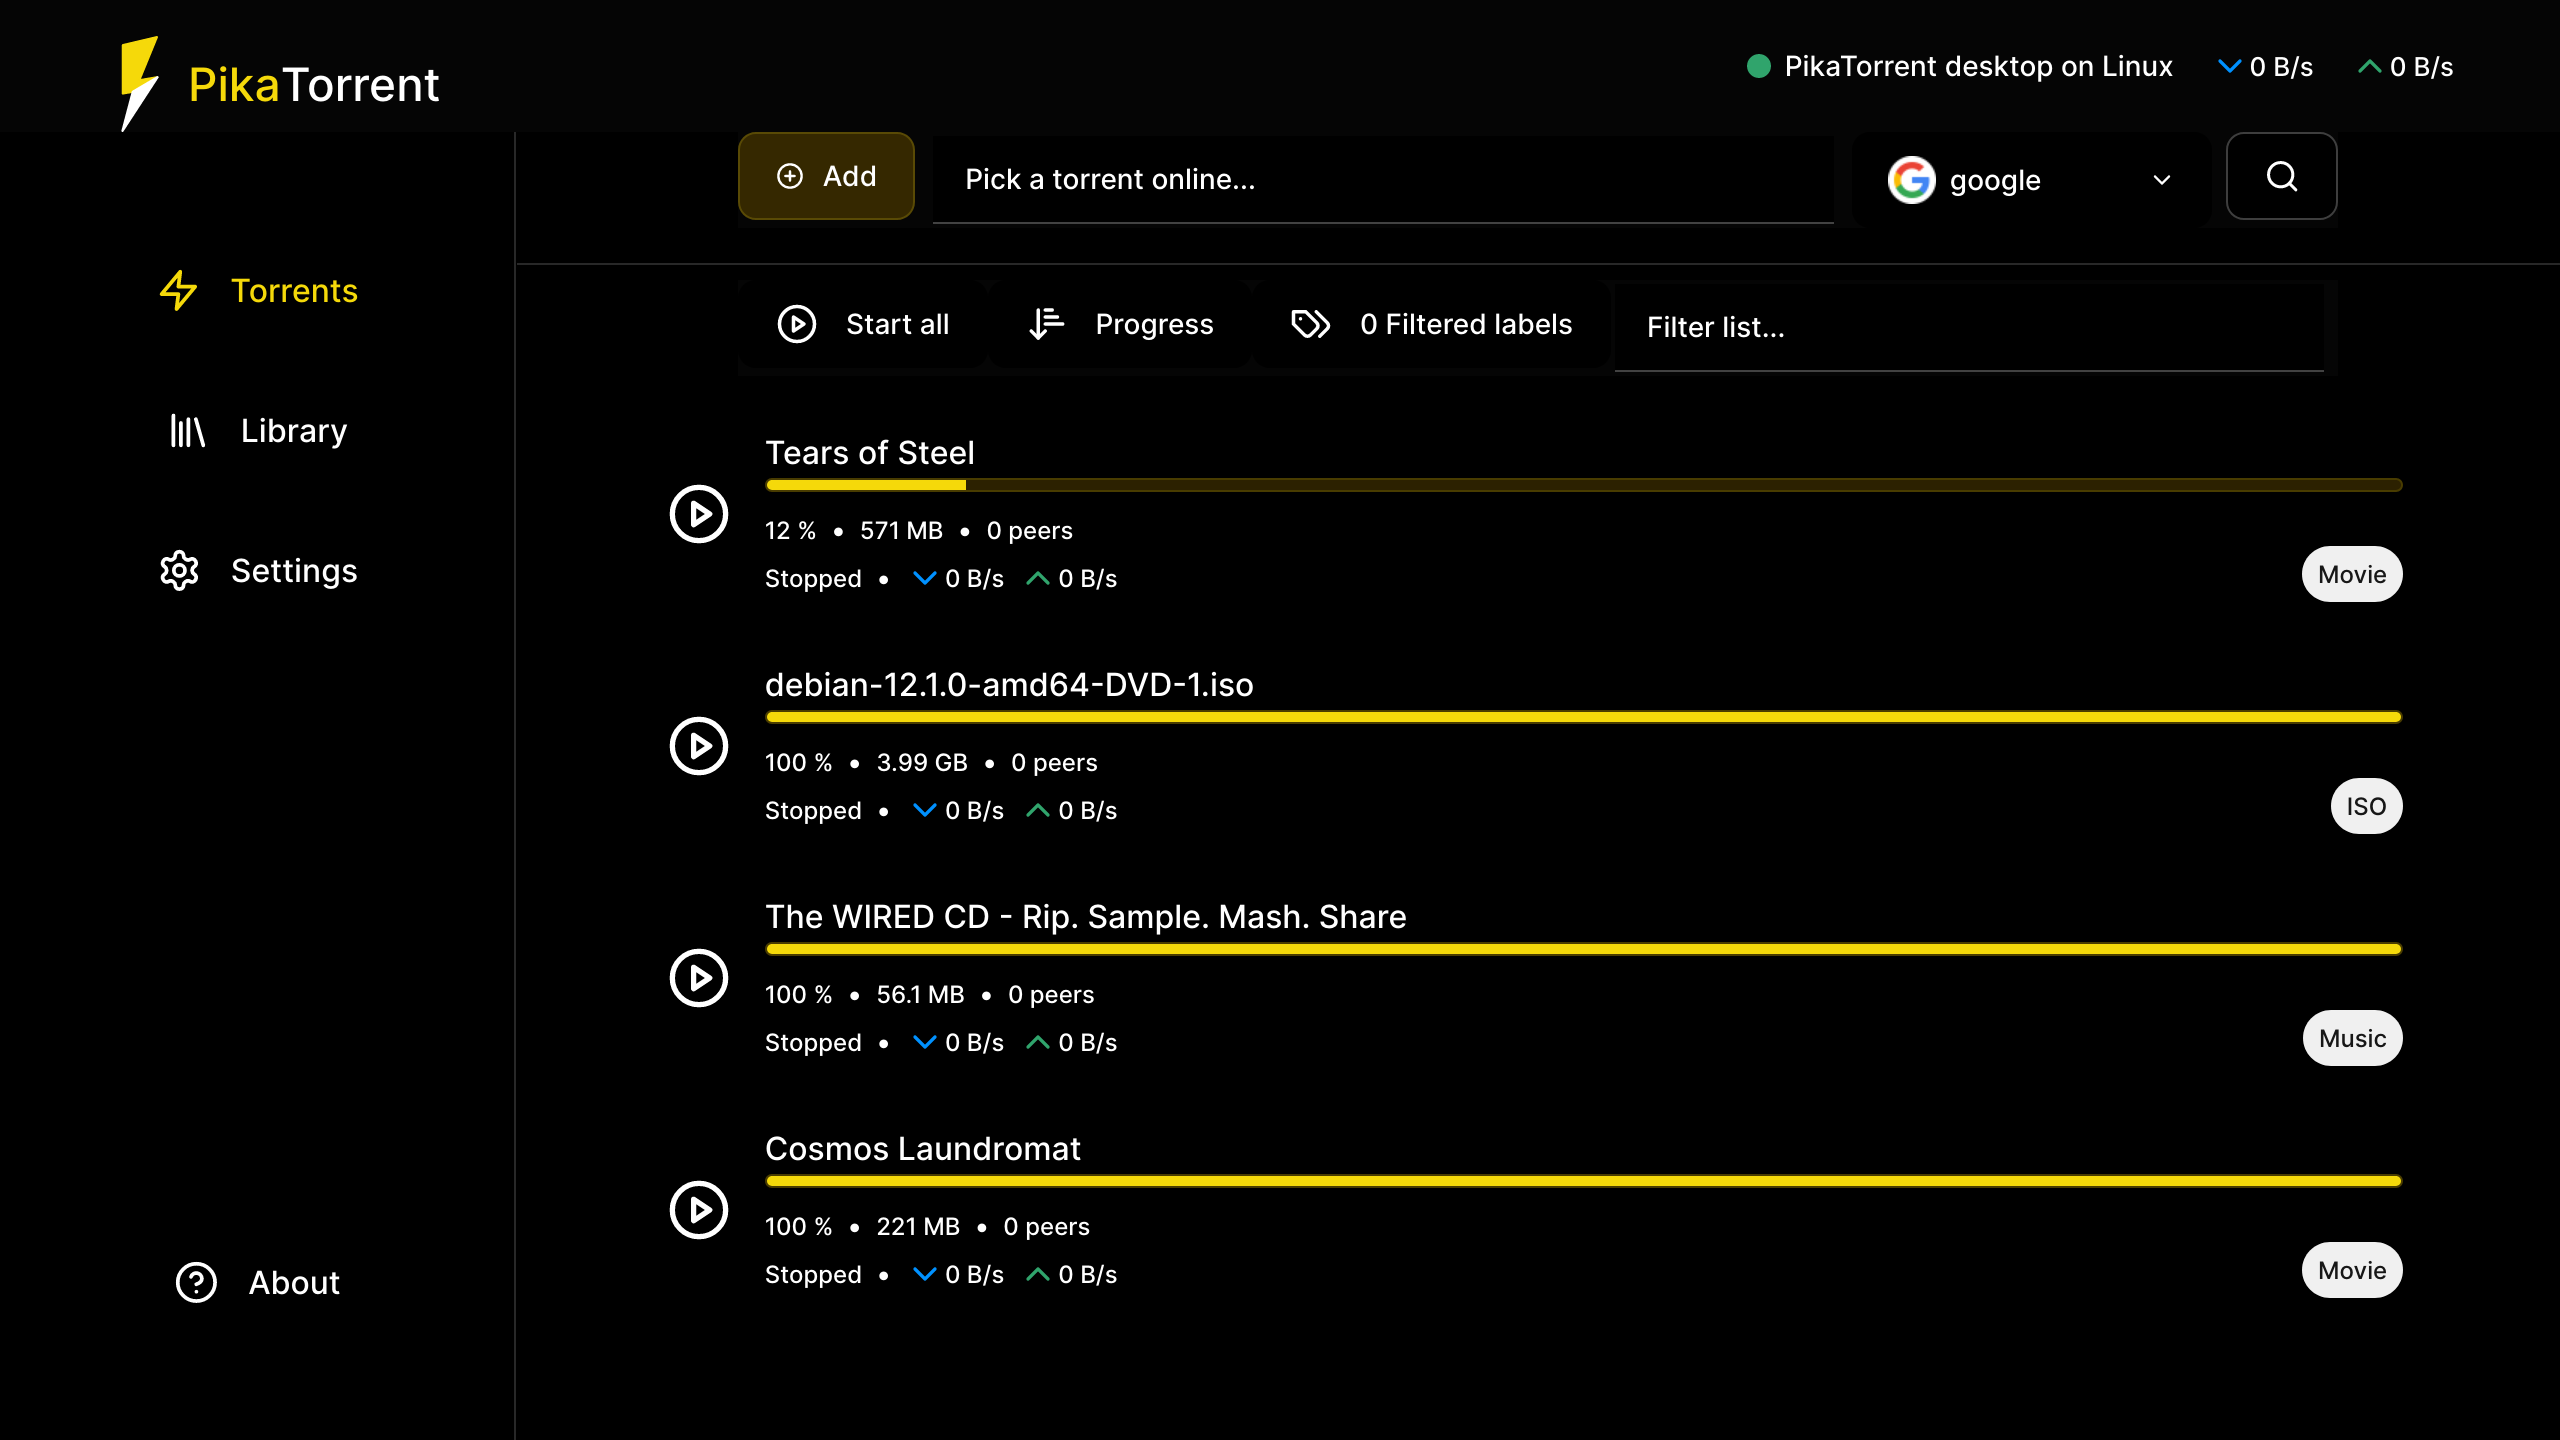 PikaTorrent
PikaTorrent desktop on Linux 0 B/s 0 B/s
Add Pick a torrent online... google
Torrents
Library
Settings
About
Start all Progress 0 Filtered labels Filter list...
Tears of Steel
12 % • 571 MB • 0 peers
Stopped • 0 B/s 0 B/s
Movie
debian-12.1.0-amd64-DVD-1.iso
100 % • 3.99 GB • 0 peers
Stopped • 0 B/s 0 B/s
ISO
The WIRED CD - Rip. Sample. Mash. Share
100 % • 56.1 MB • 0 peers
Stopped • 0 B/s 0 B/s
Music
Cosmos Laundromat
100 % • 221 MB • 0 peers
Stopped • 0 B/s 0 B/s
Movie